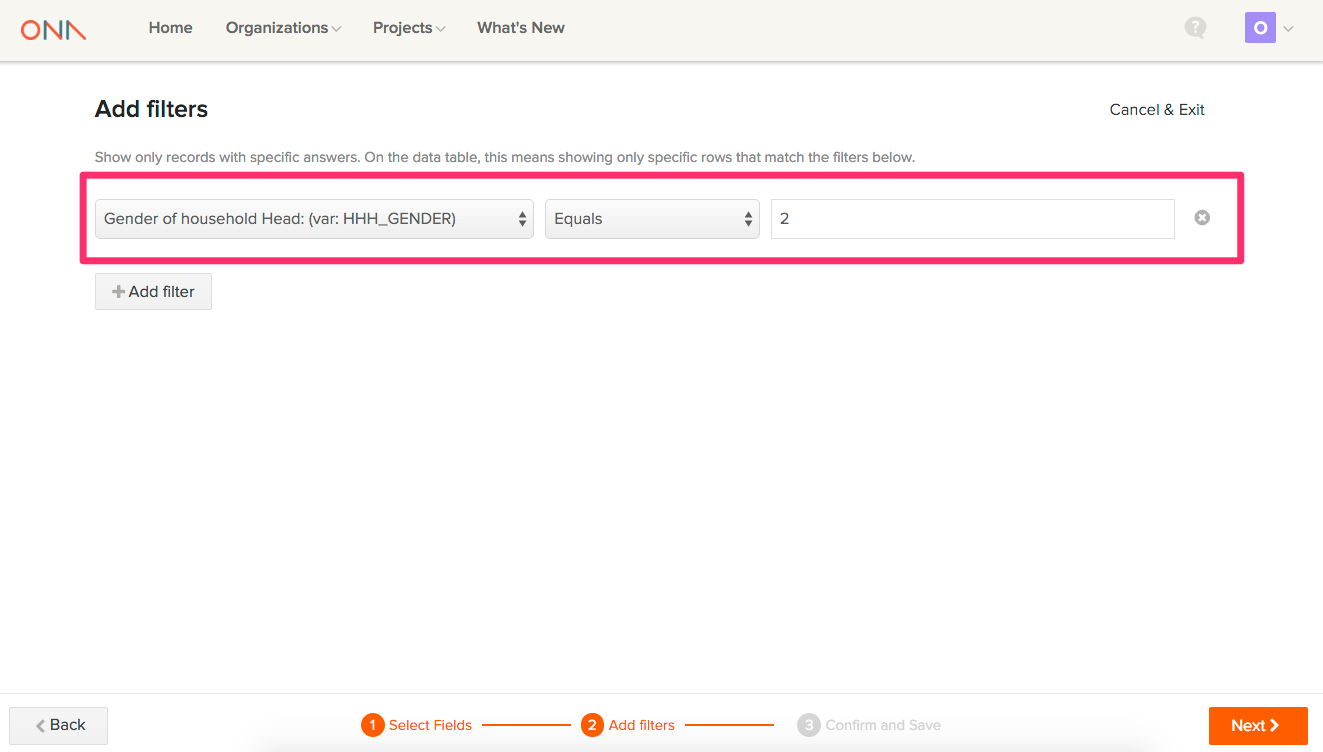 ONA Home Organizations Projects What's New ? O
Add filters Cancel & Exit
Show only records with specific answers. On the data table, this means showing only specific rows that match the filters below.
Gender of household Head: (var: HHH_GENDER) Equals 2
Add filter
Back 1 Select Fields 2 Add filters 3 Confirm and Save Next